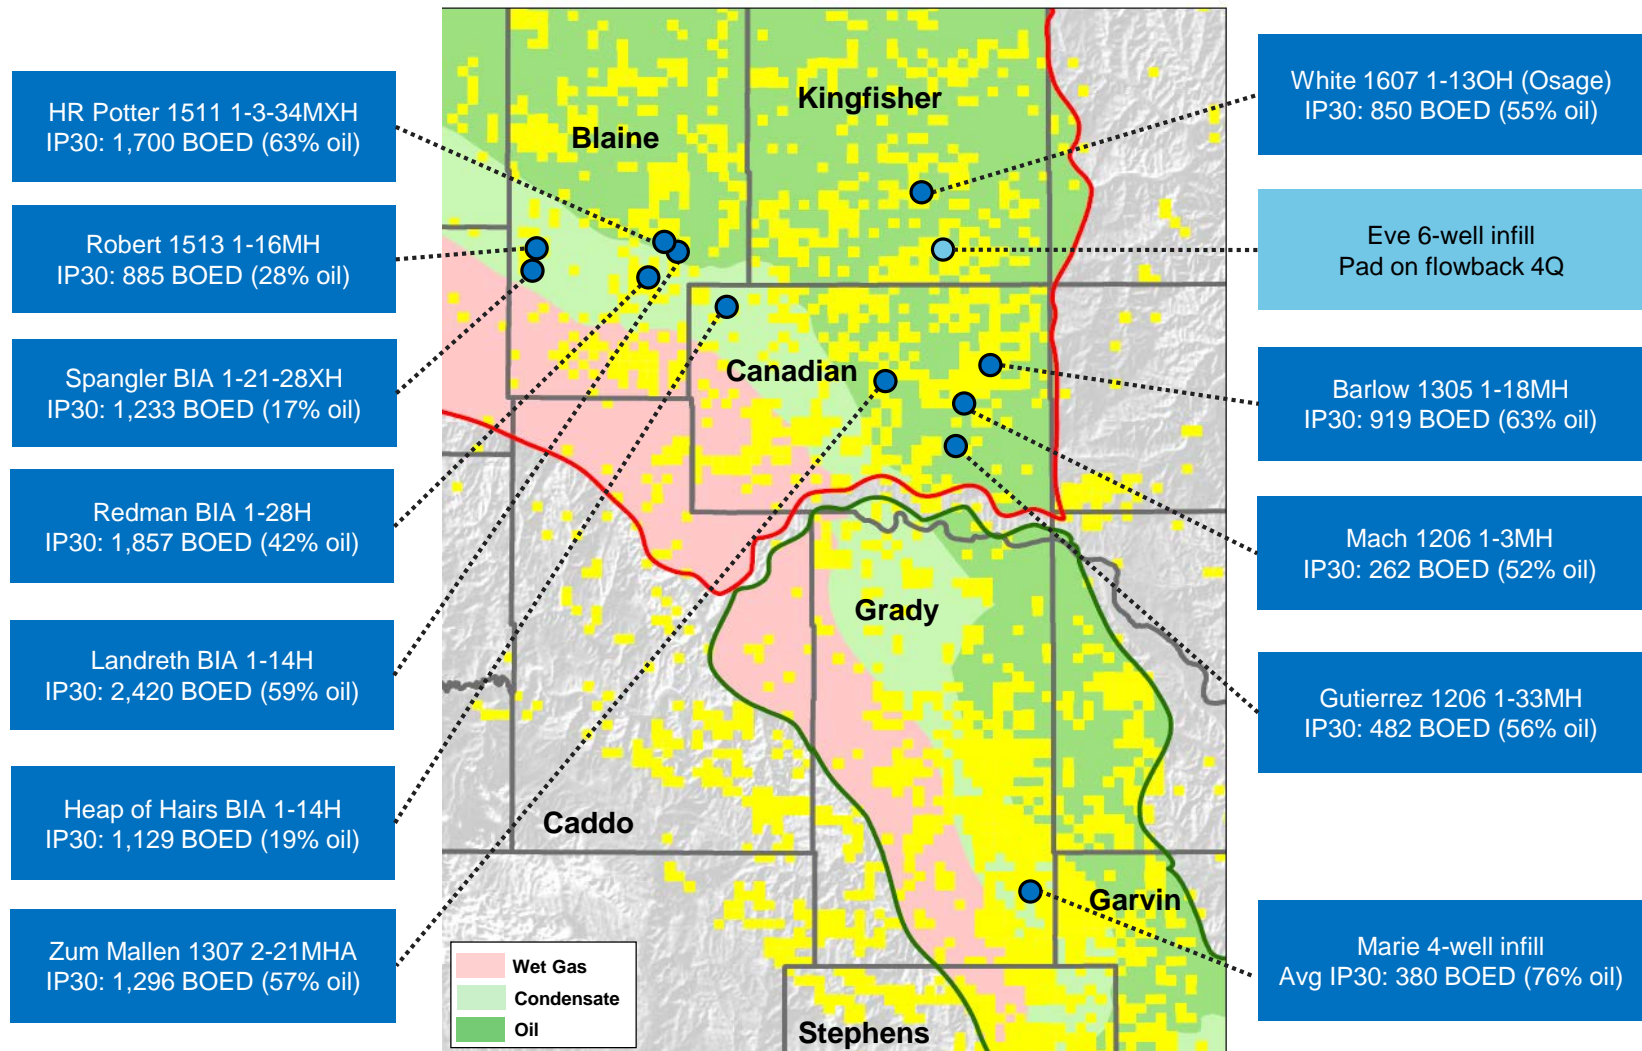 HR Potter 1511 1-3-34MXH
IP30: 1,700 BOED (63% oil)
Robert 1513 1-16MH
IP30: 885 BOED (28% oil)
Spangler BIA 1-21-28XH
IP30: 1,233 BOED (17% oil)
Redman BIA 1-28H
IP30: 1,857 BOED (42% oil)
Landreth BIA 1-14H
IP30: 2,420 BOED (59% oil)
Heap of Hairs BIA 1-14H
IP30: 1,129 BOED (19% oil)
Zum Mallen 1307 2-21MHA
IP30: 1,296 BOED (57% oil)
Kingfisher
Blaine
Canadian
Grady
Caddo
Garvin
Stephens
Wet Gas
Condensate
Oil
White 1607 1-13OH (Osage)
IP30: 850 BOED (55% oil)
Eve 6-well infill
Pad on flowback 4Q
Barlow 1305 1-18MH
IP30: 919 BOED (63% oil)
Mach 1206 1-3MH
IP30: 262 BOED (52% oil)
Gutierrez 1206 1-33MH
IP30: 482 BOED (56% oil)
Marie 4-well infill
Avg IP30: 380 BOED (76% oil)